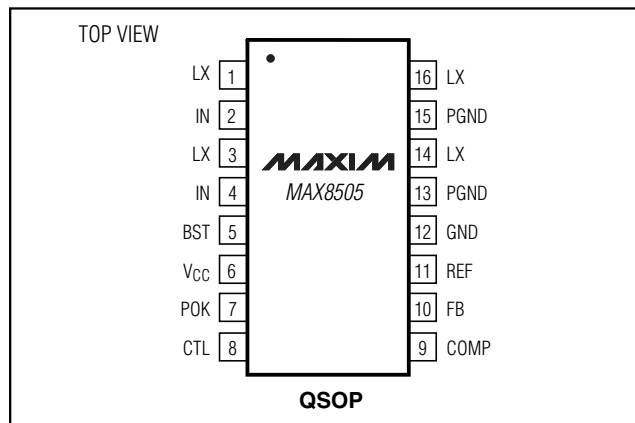 TOP VIEW
LX 1 16 LX
IN 2 15 PGND
LX 3 14 LX
IN 4 13 PGND
BST 5 12 GND
VCC 6 11 REF
POK 7 10 FB
CTL 8 9 COMP
MAXIM
MAX8505
QSOP